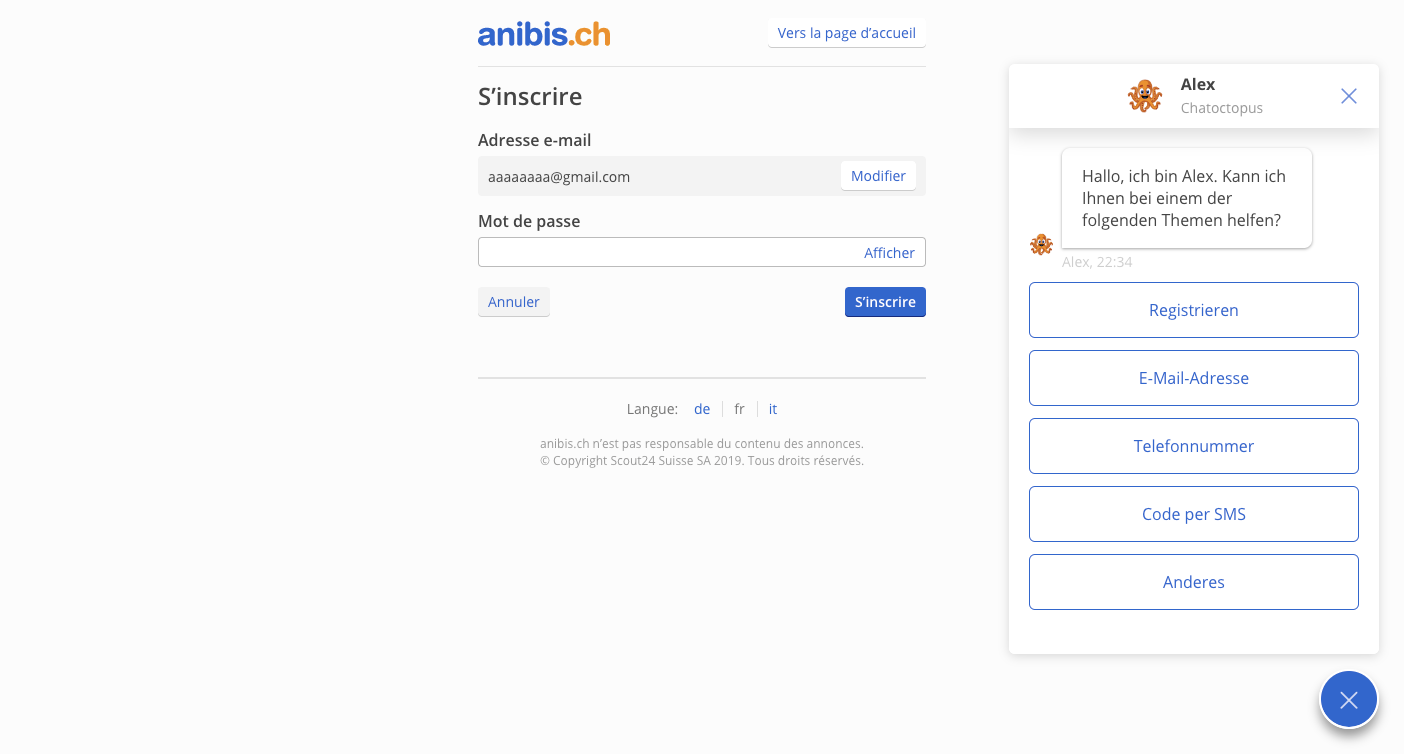 anibis.ch
Vers la page d’accueil
S’inscrire
Adresse e-mail
aaaaaaaa@gmail.com
Modifier
Mot de passe
Afficher
Annuler
S’inscrire
Langue: de fr it
anibis.ch n’est pas responsable du contenu des annonces.
© Copyright Scout24 Suisse SA 2019. Tous droits réservés.
Alex
Chatoctopus
Hallo, ich bin Alex. Kann ich
Ihnen bei einem der
folgenden Themen helfen?
Alex, 22:34
Registrieren
E-Mail-Adresse
Telefonnummer
Code per SMS
Anderes